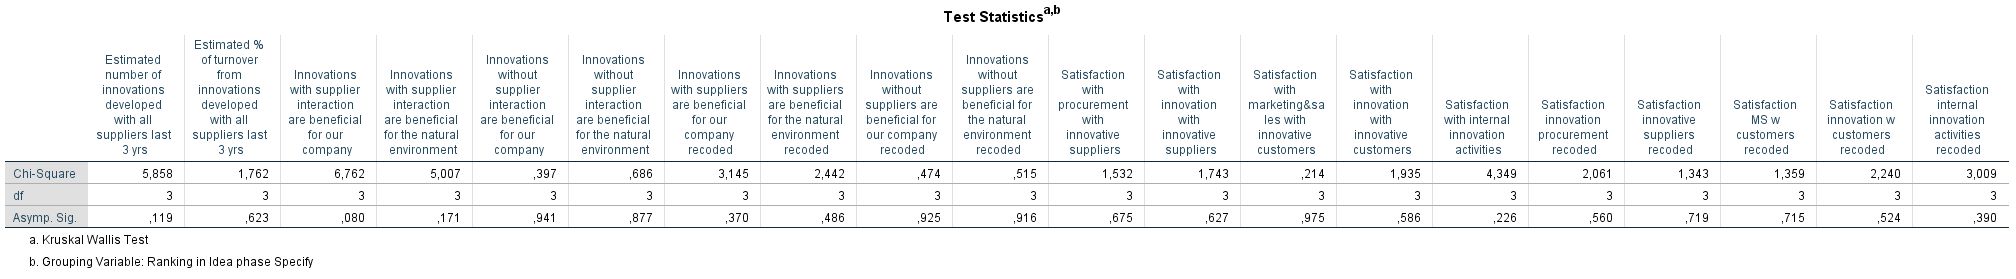 Test Statistics a,b
Estimated number of innovations developed with all suppliers last 3 yrs
Estimated % of turnover from innovations developed with all suppliers last 3 yrs
Innovations with supplier interaction are beneficial for our company
Innovations with supplier interaction are beneficial for the natural environment
Innovations without supplier interaction are beneficial for our company
Innovations without supplier interaction are beneficial for the natural environment
Innovations with suppliers are beneficial for our company recoded
Innovations with suppliers are beneficial for the natural environment recoded
Innovations without suppliers are beneficial for our company recoded
Innovations without suppliers are beneficial for the natural environment recoded
Satisfaction with procurement with innovative suppliers
Satisfaction with innovation with innovative suppliers
Satisfaction with marketing&sales with innovative customers
Satisfaction with innovation with innovative customers
Satisfaction with internal innovation activities
Satisfaction innovation procurement recoded
Satisfaction innovative suppliers recoded
Satisfaction MS w customers recoded
Satisfaction innovation w customers recoded
Satisfaction internal innovation activities recoded
Chi-Square 5,858 1,762 6,762 5,007 ,397 ,686 3,145 2,442 ,474 ,515 1,532 1,743 ,214 1,935 4,349 2,061 1,343 1,359 2,240 3,009
df 3 3 3 3 3 3 3 3 3 3 3 3 3 3 3 3 3 3 3 3
Asymp. Sig. ,119 ,623 ,080 ,171 ,941 ,877 ,370 ,486 ,925 ,916 ,675 ,627 ,975 ,586 ,226 ,560 ,719 ,715 ,524 ,390
a. Kruskal Wallis Test
b. Grouping Variable: Ranking in Idea phase Specify